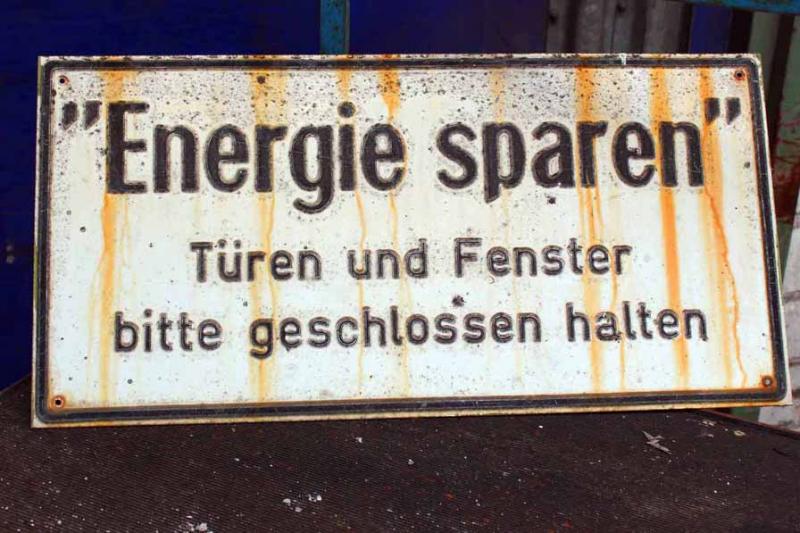 "Energie sparen"
Türen und Fenster
bitte geschlossen halten